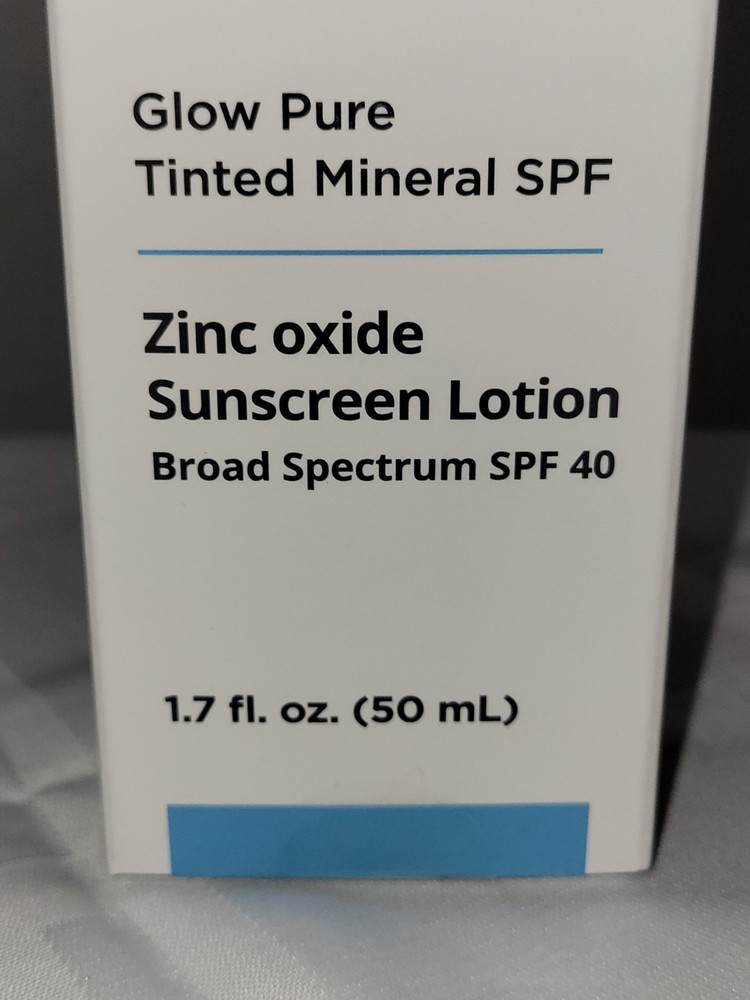 Glow Pure
Tinted Mineral SPF
Zinc oxide
Sunscreen Lotion
Broad Spectrum SPF 40
1.7 fl. oz. (50 mL)